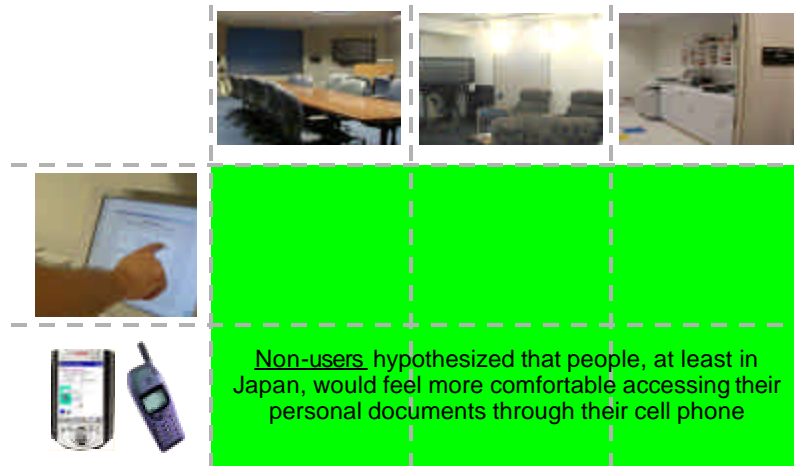 Non-users hypothesized that people, at least in
Japan, would feel more comfortable accessing their
personal documents through their cell phone